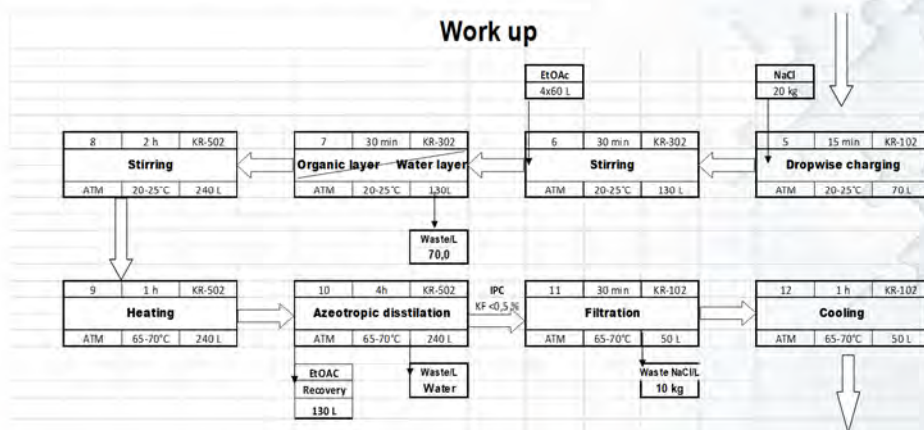 Work up
EtOAc
4x60 L
NaCl
20 kg
8 2 h KR-502
Stirring
ATM 20-25°C 240 L
7 30 min KR-302
Organic layer Water layer
ATM 20-25°C 130L
6 30 min KR-302
Stirring
ATM 20-25°C 130 L
5 15 min KR-102
Dropwise charging
ATM 20-25°C 70 L
Waste/L
70,0
9 1 h KR-502
Heating
ATM 65-70°C 240 L
10 4h KR-502
Azeotropic disstilation
ATM 65-70°C 240 L
IPC
KF <0,5 %
11 30 min KR-102
Filtration
ATM 65-70°C 50 L
12 1 h KR-102
Cooling
ATM 65-70°C 50 L
EtOAC
Recovery
130 L
Waste/L
Water
Waste NaCl/L
10 kg